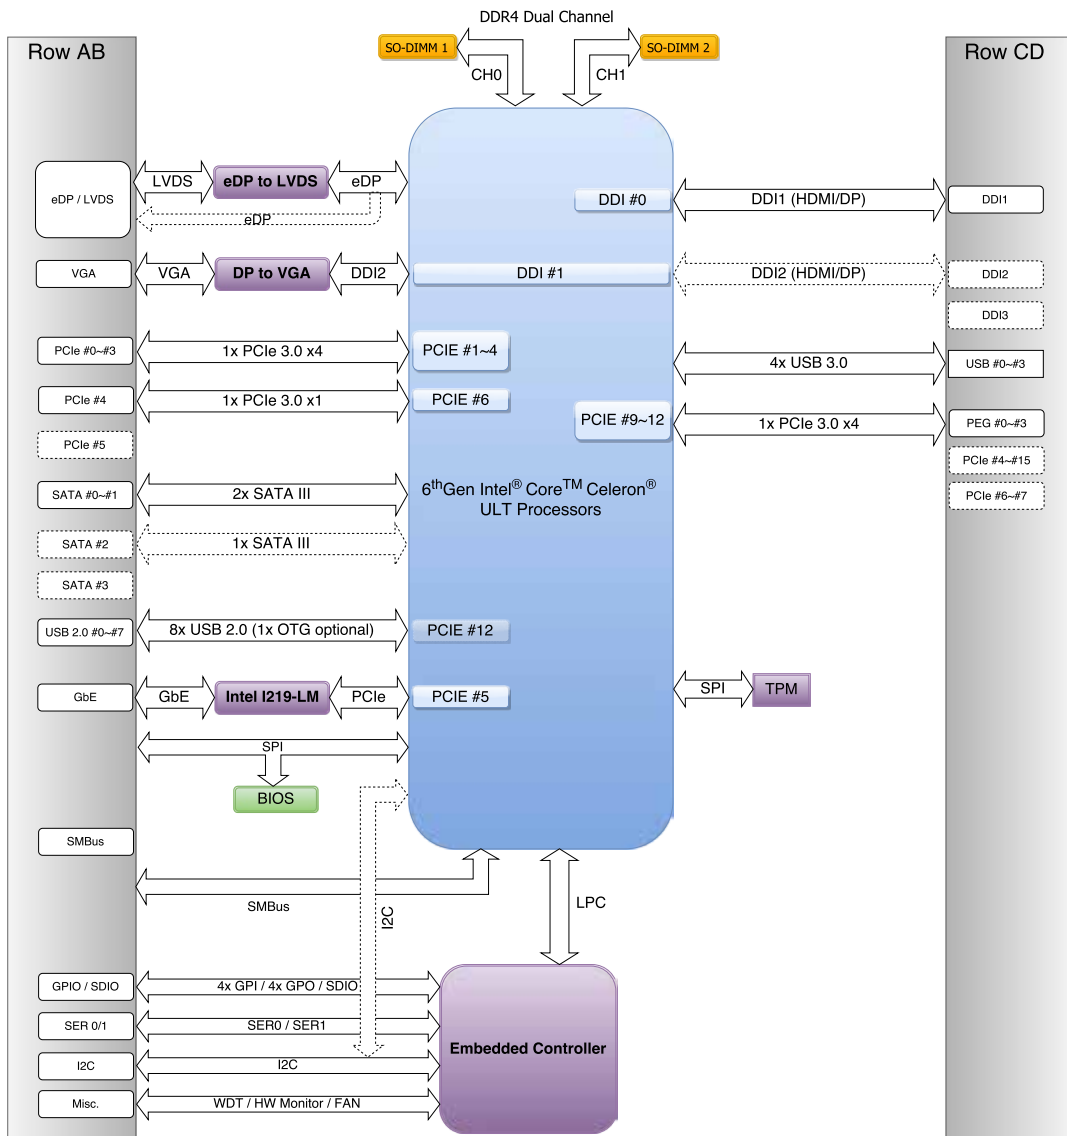 DDR4 Dual Channel
SO-DIMM 1
SO-DIMM 2
CH0
CH1
Row AB
Row CD
eDP / LVDS
LVDS
eDP to LVDS
eDP
eDP
DDI #0
DDI1 (HDMI/DP)
DDI1
VGA
VGA
DP to VGA
DDI2
DDI #1
DDI2 (HDMI/DP)
DDI2
DDI3
PCIe #0~#3
1x PCIe 3.0 x4
PCIE #1~4
4x USB 3.0
USB #0~#3
PCIe #4
1x PCIe 3.0 x1
PCIE #6
PCIE #9~12
1x PCIe 3.0 x4
PEG #0~#3
PCIe #5
PCIe #4~#15
SATA #0~#1
2x SATA III
6thGen Intel® CoreTM Celeron®
ULT Processors
PCIe #6~#7
SATA #2
1x SATA III
SATA #3
USB 2.0 #0~#7
8x USB 2.0 (1x OTG optional)
PCIE #12
GbE
GbE
Intel I219-LM
PCIe
PCIE #5
SPI
TPM
SPI
BIOS
SMBus
SMBus
I2C
LPC
GPIO / SDIO
4x GPI / 4x GPO / SDIO
SER 0/1
SER0 / SER1
Embedded Controller
I2C
I2C
Misc.
WDT / HW Monitor / FAN